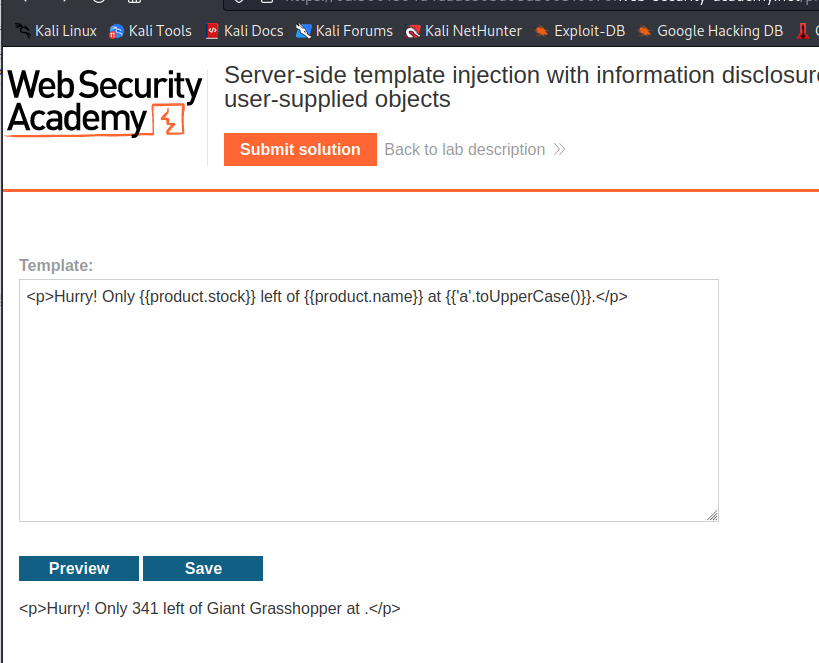 Kali Linux Kali Tools Kali Docs Kali Forums Kali NetHunter Exploit-DB Google Hacking DB
Web Security
Academy
Server-side template injection with information disclosure
user-supplied objects
Submit solution Back to lab description
Template:
<p>Hurry! Only {{product.stock}} left of {{product.name}} at {{'a'.toUpperCase()}}.</p>
Preview Save
<p>Hurry! Only 341 left of Giant Grasshopper at .</p>